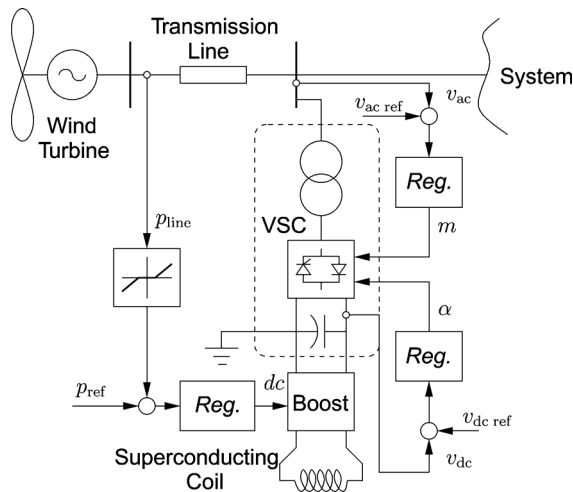 Transmission
Line
System
Wind
Turbine
v_ac
v_ac ref
Reg.
p_line
VSC
m
α
Reg.
p_ref
Reg.
dc
Boost
v_dc ref
v_dc
Superconducting
Coil